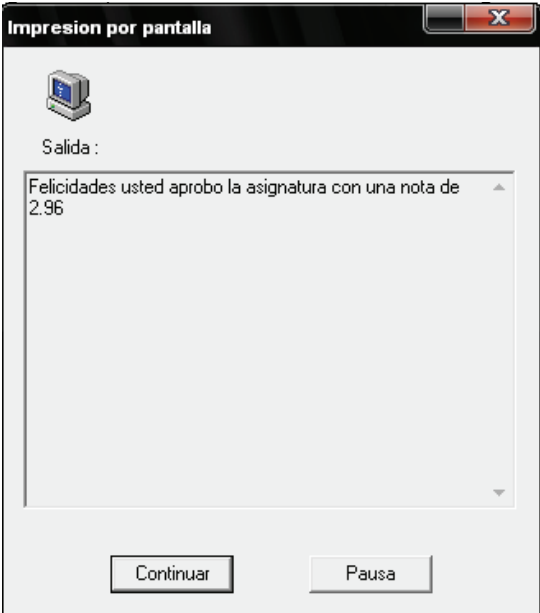 Impresion por pantalla
Salida :
Felicidades usted aprobo la asignatura con una nota de
2.96
Continuar
Pausa